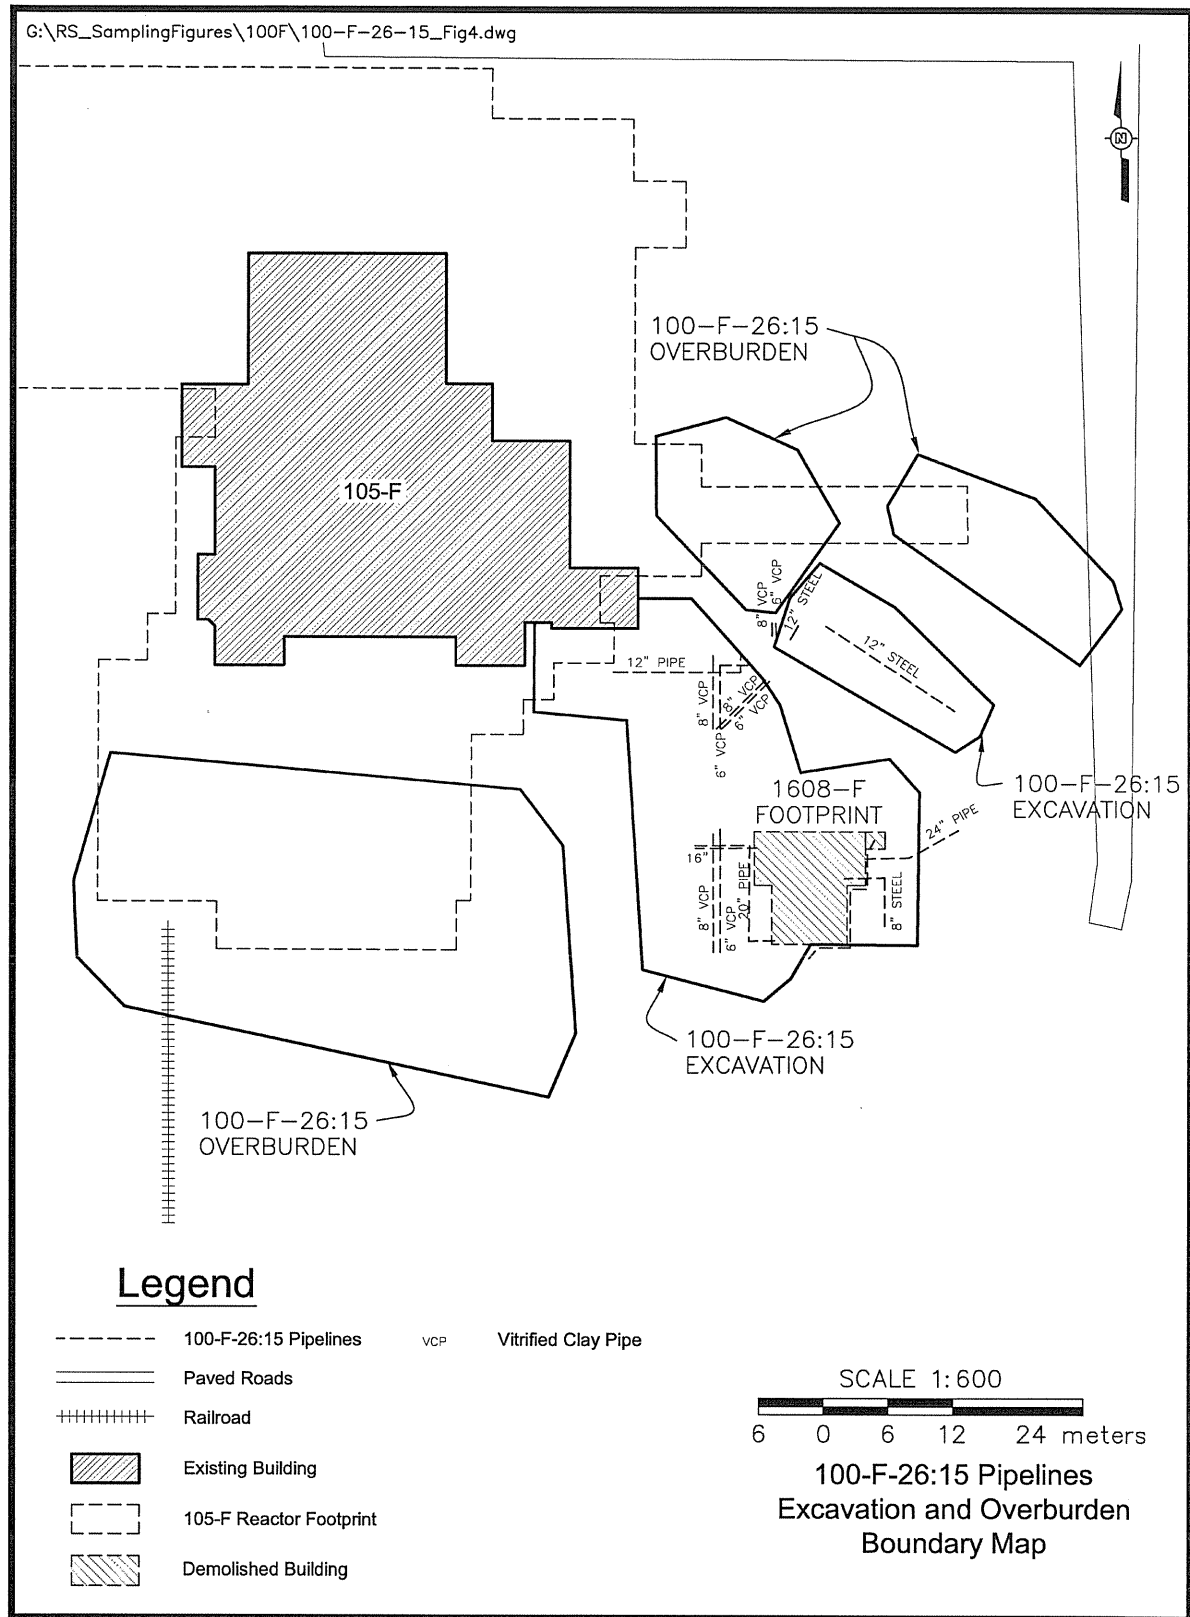 G:\RS_SamplingFigures\100F\100-F-26-15_Fig4.dwg
N
100-F-26:15
OVERBURDEN
105-F
8" VCP
6" VCP
12" STEEL
12" STEEL
12" PIPE
8" VCP
6" VCP
8" VCP
6" VCP
100-F-26:15
EXCAVATION
1608-F
FOOTPRINT
24" PIPE
16"
8" VCP
6" VCP
20" PIPE
8" STEEL
100-F-26:15
EXCAVATION
100-F-26:15
OVERBURDEN
Legend
100-F-26:15 Pipelines
VCP Vitrified Clay Pipe
Paved Roads
Railroad
Existing Building
105-F Reactor Footprint
Demolished Building
SCALE 1:600
6 0 6 12 24 meters
100-F-26:15 Pipelines
Excavation and Overburden
Boundary Map